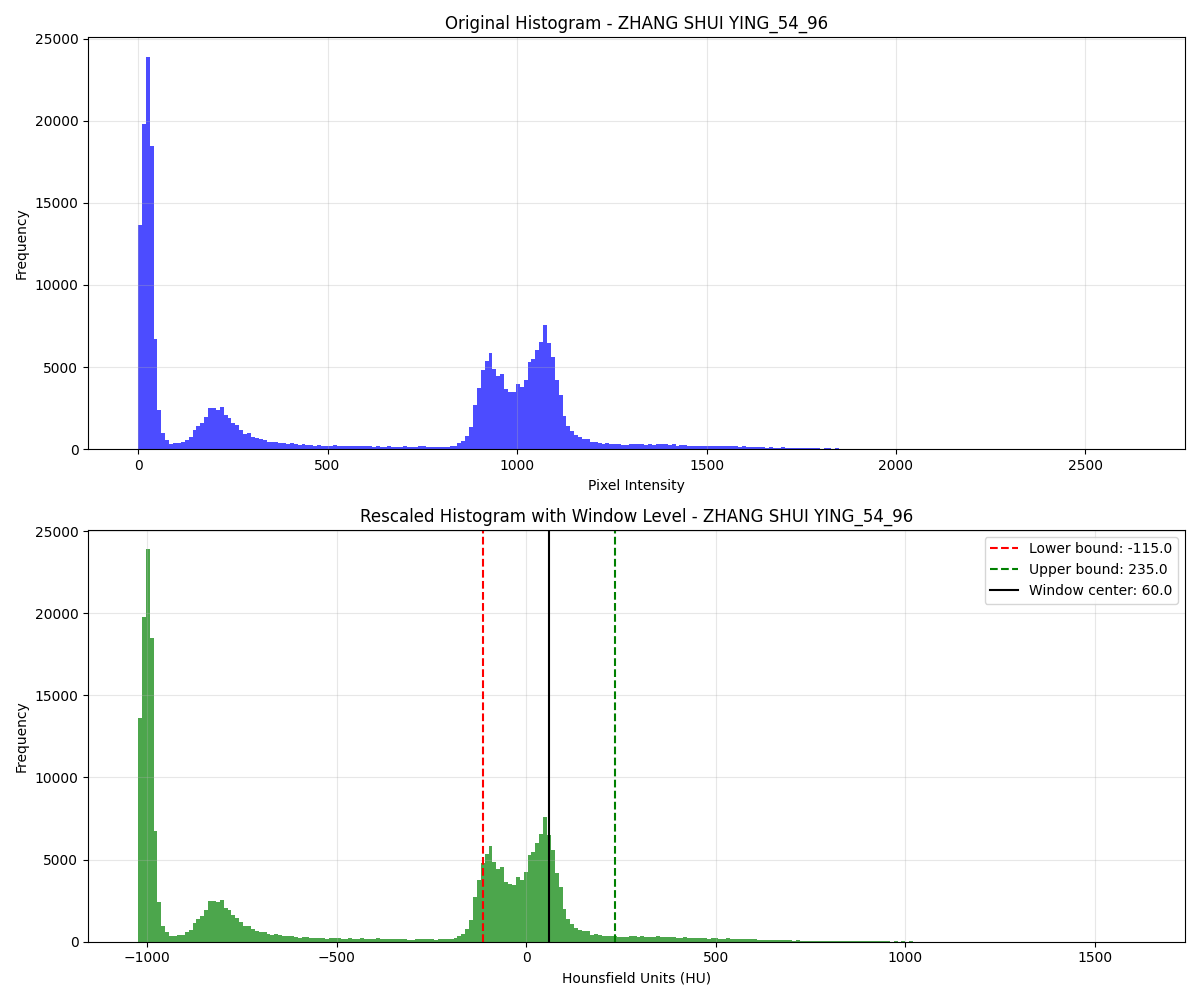 Original Histogram - ZHANG SHUI YING_54_96
25000
20000
15000
10000
5000
0
Frequency
0 500 1000 1500 2000 2500
Pixel Intensity
Rescaled Histogram with Window Level - ZHANG SHUI YING_54_96
25000
20000
15000
10000
5000
0
Frequency
Lower bound: -115.0
Upper bound: 235.0
Window center: 60.0
−1000 −500 0 500 1000 1500
Hounsfield Units (HU)